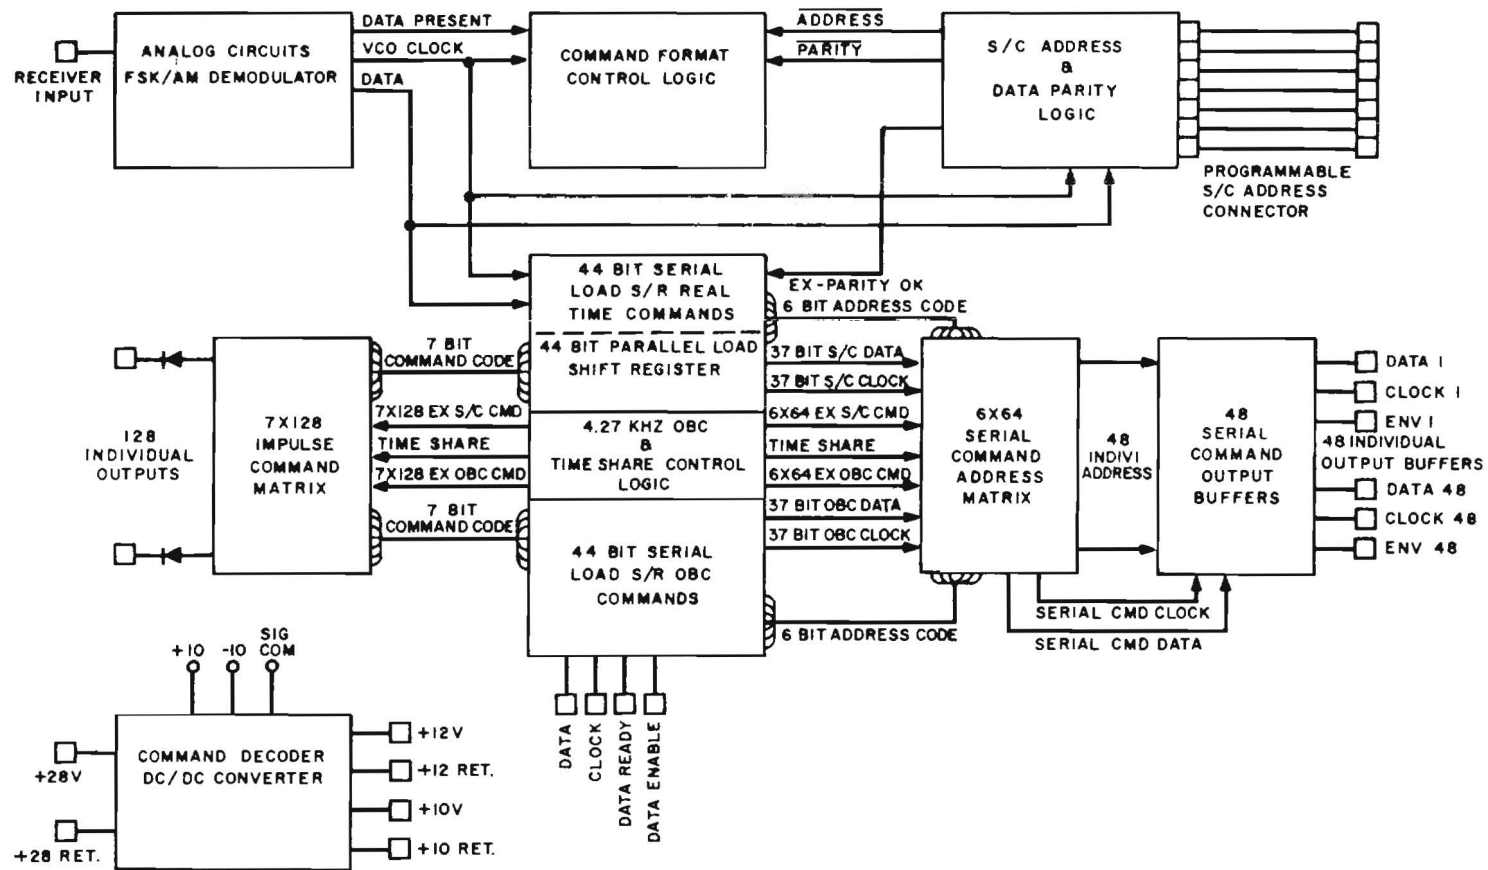 RECEIVER
INPUT
ANALOG CIRCUITS
FSK/AM DEMODULATOR
DATA PRESENT
VCO CLOCK
DATA
COMMAND FORMAT
CONTROL LOGIC
ADDRESS
PARITY
S/C ADDRESS
&
DATA PARITY
LOGIC
PROGRAMMABLE
S/C ADDRESS
CONNECTOR
44 BIT SERIAL
LOAD S/R REAL
TIME COMMANDS
EX-PARITY OK
6 BIT ADDRESS CODE
44 BIT PARALLEL LOAD
SHIFT REGISTER
7 BIT
COMMAND CODE
37 BIT S/C DATA
37 BIT S/C CLOCK
128
INDIVIDUAL
OUTPUTS
7X128
IMPULSE
COMMAND
MATRIX
7X128 EX S/C CMD
TIME SHARE
7X128 EX OBC CMD
4.27 KHZ OBC
&
TIME SHARE CONTROL
LOGIC
6X64 EX S/C CMD
TIME SHARE
6X64 EX OBC CMD
6X64
SERIAL
COMMAND
ADDRESS
MATRIX
48
INDIVI
ADDRESS
48
SERIAL
COMMAND
OUTPUT
BUFFERS
DATA 1
CLOCK 1
ENV 1
48 INDIVIDUAL
OUTPUT BUFFERS
DATA 48
CLOCK 48
ENV 48
7 BIT
COMMAND CODE
37 BIT OBC DATA
37 BIT OBC CLOCK
44 BIT SERIAL
LOAD S/R OBC
COMMANDS
6 BIT ADDRESS CODE
SERIAL CMD CLOCK
SERIAL CMD DATA
DATA
CLOCK
DATA READY
DATA ENABLE
+10
-10
SIG
COM
+28V
+28 RET.
COMMAND DECODER
DC/DC CONVERTER
+12V
+12 RET.
+10V
+10 RET.